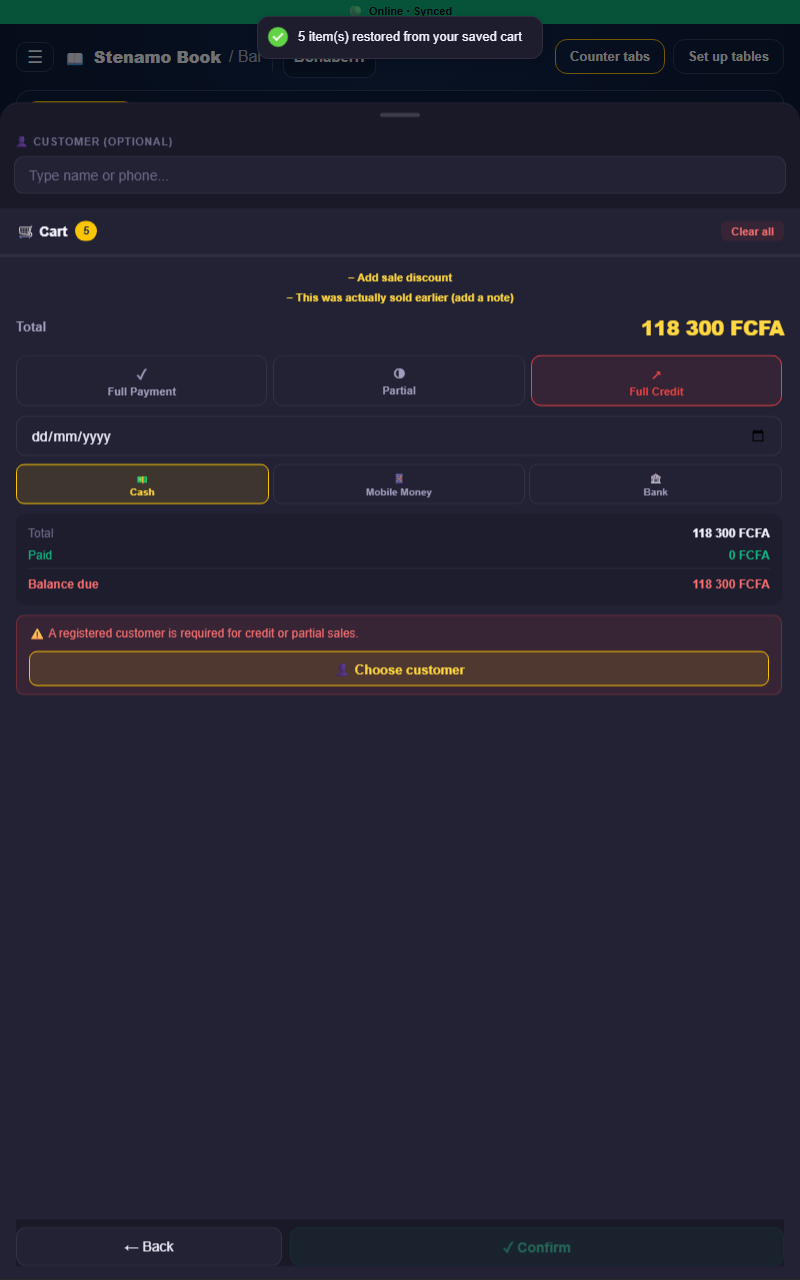 Online · Synced
5 item(s) restored from your saved cart
Stenamo Book / Bar
Counter tabs
Set up tables
CUSTOMER (OPTIONAL)
Type name or phone...
Cart 5
Clear all
– Add sale discount
– This was actually sold earlier (add a note)
Total 118 300 FCFA
Full Payment
Partial
Full Credit
dd/mm/yyyy
Cash
Mobile Money
Bank
Total 118 300 FCFA
Paid 0 FCFA
Balance due 118 300 FCFA
A registered customer is required for credit or partial sales.
Choose customer
← Back
✓ Confirm